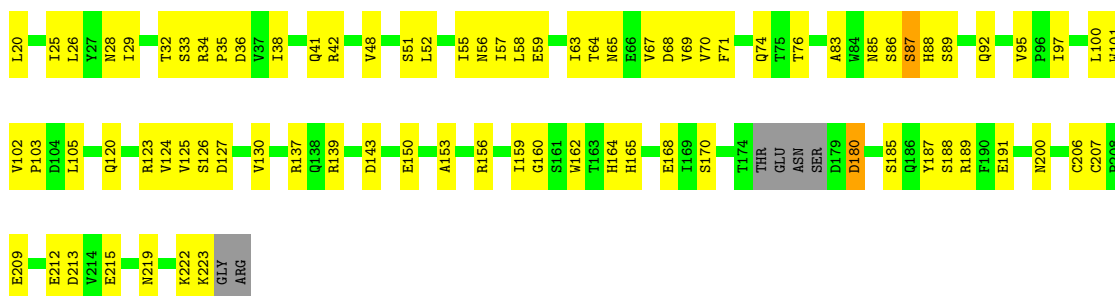 L20 I25 L26 Y27 N28 I29 T32 S33 R34 P35 D36 V37 I38 Q41 R42 V48 S51 L52 I55 N56 I57 L58 E59 I63 T64 N65 E66 V67 D68 V69 V70 F71 Q74 T75 T76 A83 W84 N85 S86 S87 H88 S89 Q92 V95 P96 I97 L100 W101
V102 P103 D104 L105 Q120 R123 V124 V125 S126 D127 V130 R137 Q138 R139 D143 E150 A153 R156 I159 G160 S161 W162 T163 H164 H165 E168 I169 S170 T174 THR GLU ASN SER D179 D180 S185 Q186 Y187 S188 R189 F190 E191 N200 C206 C207 P208
E209 E212 D213 V214 E215 N219 K222 K223 GLY ARG